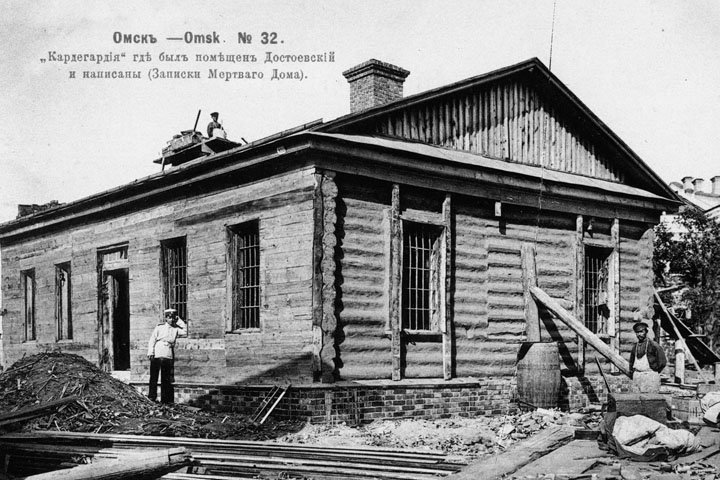 Омскъ —Omsk. № 32.
„Кардегардія" гдѣ былъ помѣщенъ Достоевскій
и написаны (Записки Мертваго Дома).